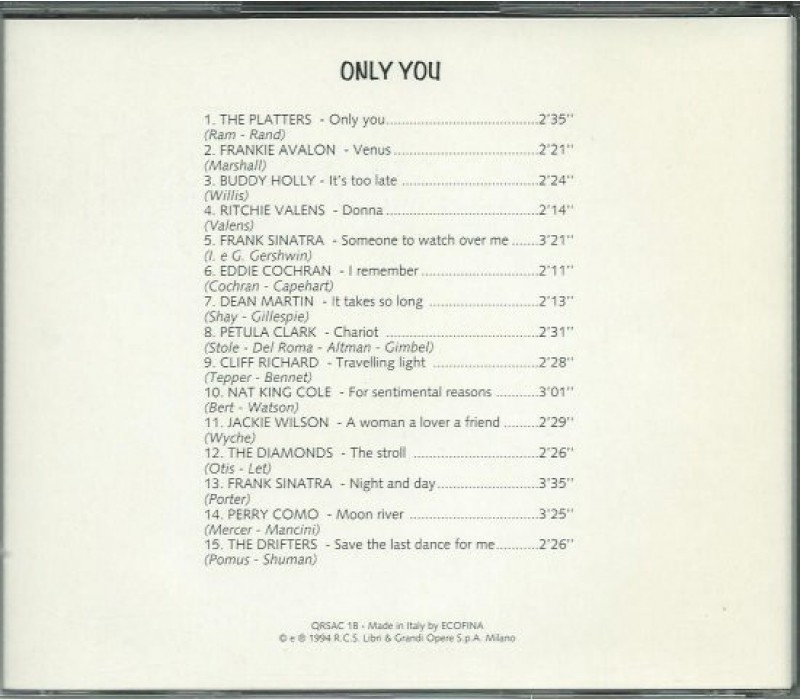 ONLY YOU
1. THE PLATTERS - Only you......................................2'35''
(Ram - Rand)
2. FRANKIE AVALON - Venus....................................2'21''
(Marshall)
3. BUDDY HOLLY - It's too late ..................................2'24''
(Willis)
4. RITCHIE VALENS - Donna......................................2'14''
(Valens)
5. FRANK SINATRA - Someone to watch over me .......3'21''
(I. e G. Gershwin)
6. EDDIE COCHRAN - I remember.............................2'11''
(Cochran - Capehart)
7. DEAN MARTIN - It takes so long ...........................2'13''
(Shay - Gillespie)
8. PETULA CLARK - Chariot ......................................2'31''
(Stole - Del Roma - Altman - Gimbel)
9. CLIFF RICHARD - Travelling light ..........................2'28''
(Tepper - Bennet)
10. NAT KING COLE - For sentimental reasons ...........3'01''
(Bert - Watson)
11. JACKIE WILSON - A woman a lover a friend .........2'29''
(Wyche)
12. THE DIAMONDS - The stroll ...............................2'26''
(Otis - Let)
13. FRANK SINATRA - Night and day.........................3'35''
(Porter)
14. PERRY COMO - Moon river ................................3'25''
(Mercer - Mancini)
15. THE DRIFTERS - Save the last dance for me...........2'26''
(Pomus - Shuman)
QRSAC 18 - Made in Italy by ECOFINA
© e ℗ 1994 R.C.S. Libri & Grandi Opere S.p.A. Milano